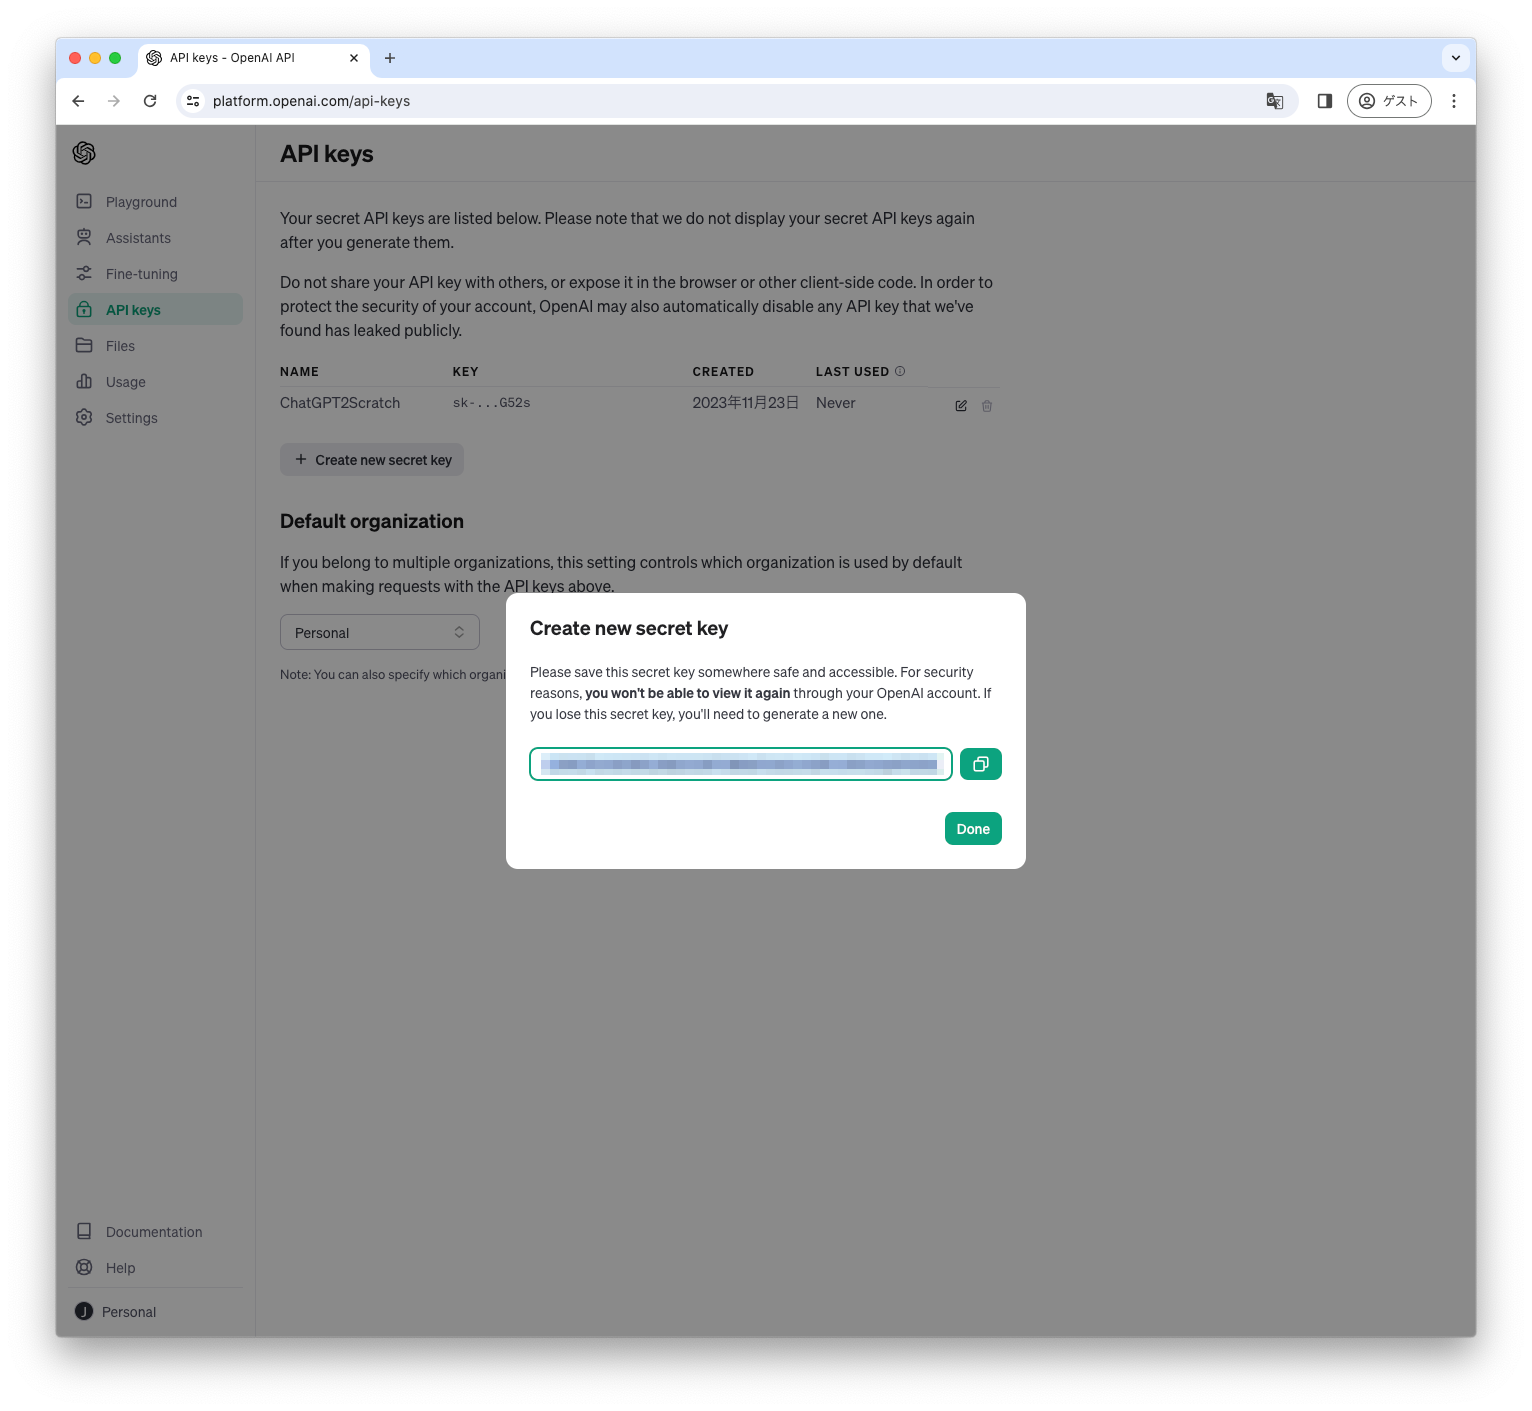 API keys - OpenAI API
platform.openai.com/api-keys
ゲスト
API keys
Playground
Assistants
Fine-tuning
API keys
Files
Usage
Settings
Your secret API keys are listed below. Please note that we do not display your secret API keys again
after you generate them.
Do not share your API key with others, or expose it in the browser or other client-side code. In order to
protect the security of your account, OpenAI may also automatically disable any API key that we've
found has leaked publicly.
NAME KEY CREATED LAST USED
ChatGPT2Scratch sk-...G52s 2023年11月23日 Never
+ Create new secret key
Default organization
If you belong to multiple organizations, this setting controls which organization is used by default
when making requests with the API keys above.
Personal
Note: You can also specify which organi
Create new secret key
Please save this secret key somewhere safe and accessible. For security
reasons, you won't be able to view it again through your OpenAI account. If
you lose this secret key, you'll need to generate a new one.
Done
Documentation
Help
J Personal